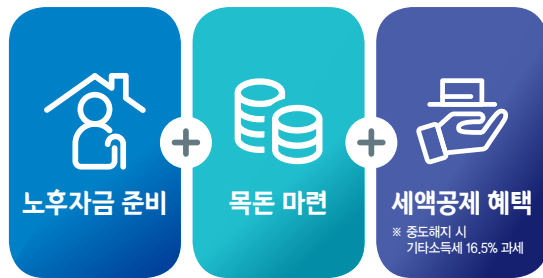 노후자금 준비
목돈 마련
세액공제 혜택
※ 중도해지 시
기타소득세 16.5% 과세